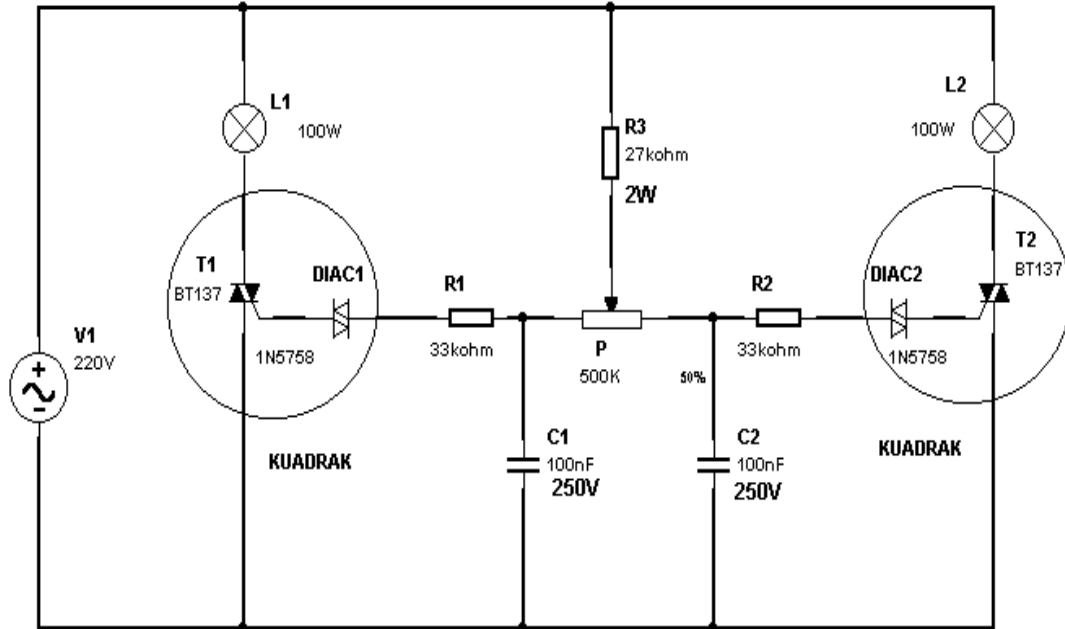 L1
100W
L2
100W
R3
27kohm
2W
T1
BT137
DIAC1
1N5758
R1
33kohm
P
500K
50%
R2
33kohm
DIAC2
1N5758
T2
BT137
V1
220V
KUADRAK
C1
100nF
250V
C2
100nF
250V
KUADRAK